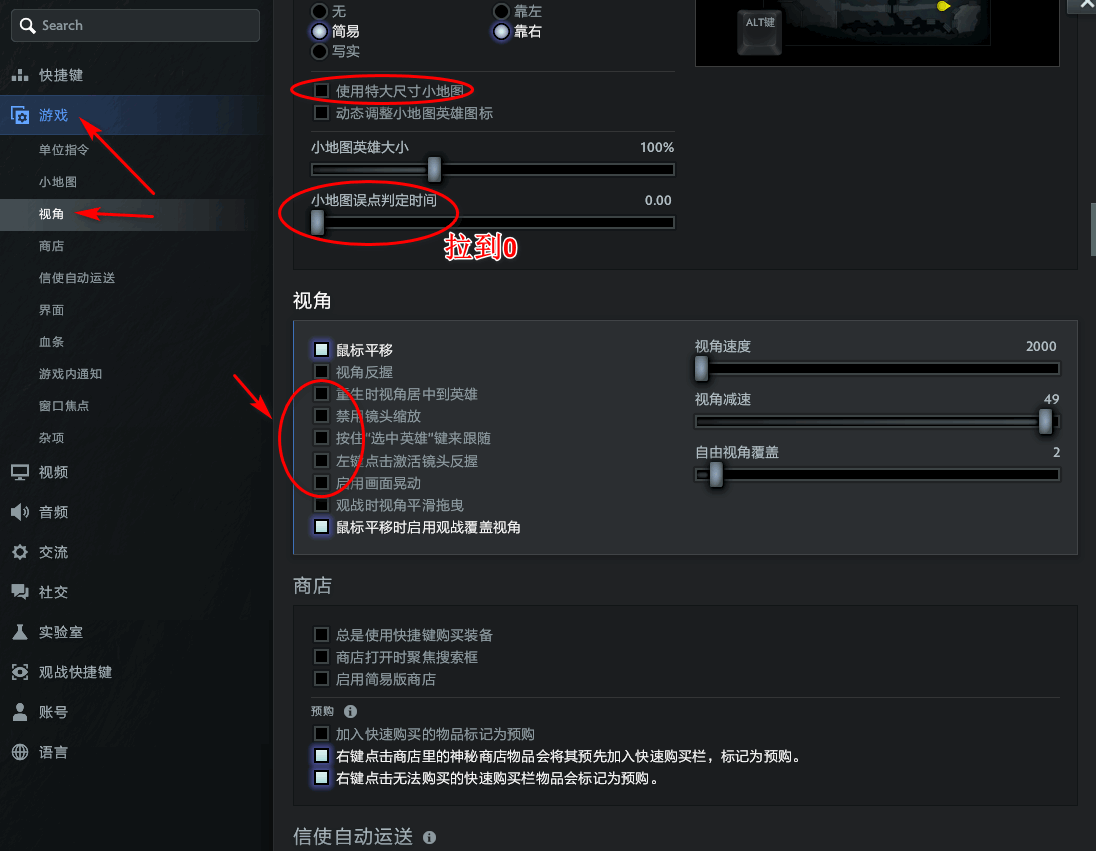 Search
快捷键
游戏
单位指令
小地图
视角
商店
信使自动运送
界面
血条
游戏内通知
窗口焦点
杂项
视频
音频
交流
社交
实验室
观战快捷键
账号
语言
无
靠左
简易
靠右
写实
ALT键
使用特大尺寸小地图
动态调整小地图英雄图标
小地图英雄大小
100%
小地图误点判定时间
0.00
拉到0
视角
鼠标平移
视角反握
重生时视角居中到英雄
禁用镜头缩放
按住“选中英雄”键来跟随
左键点击激活镜头反握
启用画面晃动
观战时视角平滑拖曳
鼠标平移时启用观战覆盖视角
视角速度
2000
视角减速
49
自由视角覆盖
2
商店
总是使用快捷键购买装备
商店打开时聚焦搜索框
启用简易版商店
预购
加入快速购买的物品标记为预购
右键点击商店里的神秘商店物品会将其预先加入快速购买栏，标记为预购。
右键点击无法购买的快速购买栏物品会标记为预购。
信使自动运送